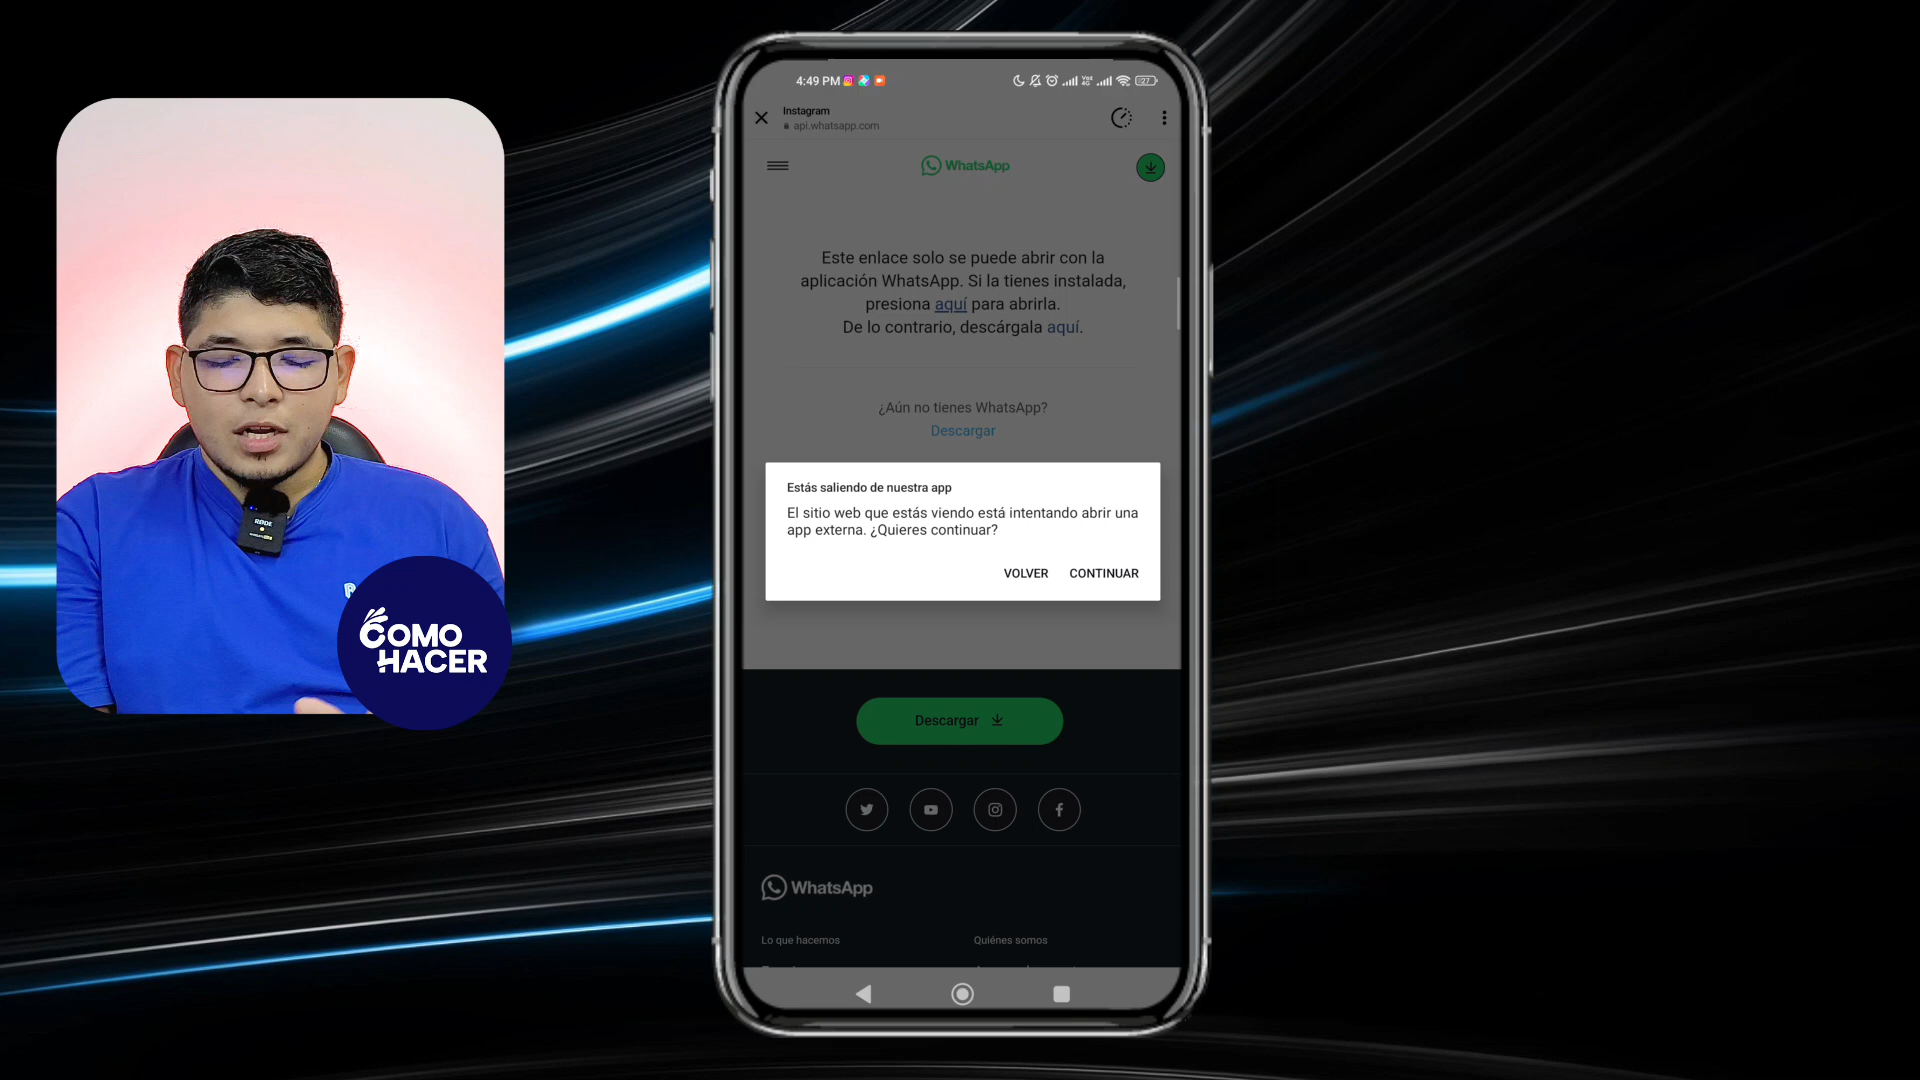 4:49 PM
27
Instagram
api.whatsapp.com
WhatsApp
Este enlace solo se puede abrir con la
aplicación WhatsApp. Si la tienes instalada,
presiona aquí para abrirla.
De lo contrario, descárgala aquí.
¿Aún no tienes WhatsApp?
Descargar
Estás saliendo de nuestra app
El sitio web que estás viendo está intentando abrir una
app externa. ¿Quieres continuar?
VOLVER CONTINUAR
Descargar
WhatsApp
Lo que hacemos Quiénes somos
RØDE
COMO
HACER